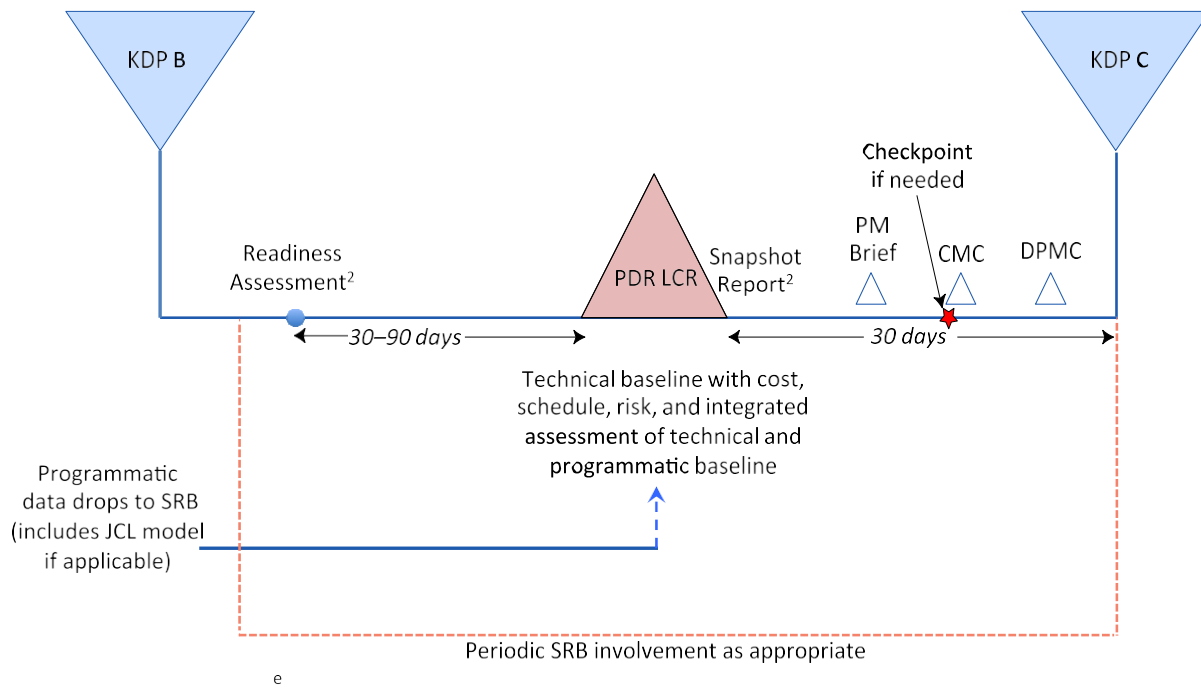 KDP B
KDP C
Checkpoint
if needed
Readiness
Assessment²
PDR LCR
Snapshot
Report²
PM
Brief
CMC
DPMC
30–90 days
30 days
Technical baseline with cost,
schedule, risk, and integrated
assessment of technical and
programmatic baseline
Programmatic
data drops to SRB
(includes JCL model
if applicable)
Periodic SRB involvement as appropriate
e